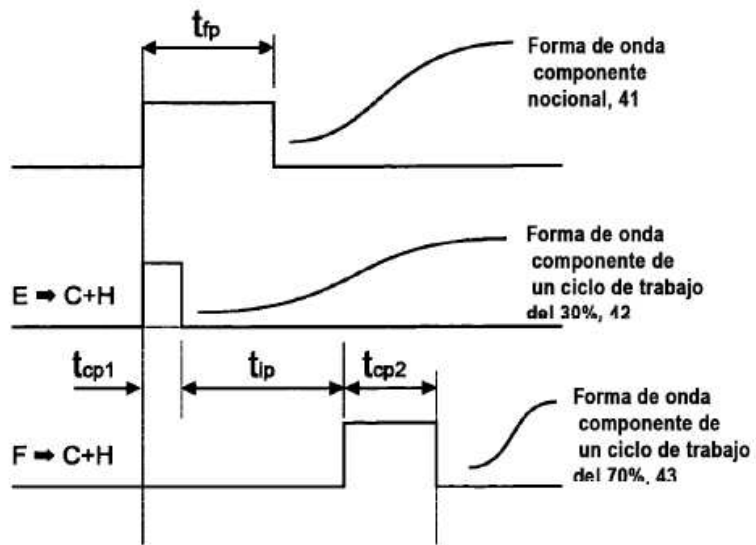 tfp
Forma de onda
componente
nocional, 41
E ➡ C+H
Forma de onda
componente de
un ciclo de trabajo
del 30%, 42
tcp1
tip
tcp2
F ➡ C+H
Forma de onda
componente de
un ciclo de trabajo
del 70%, 43